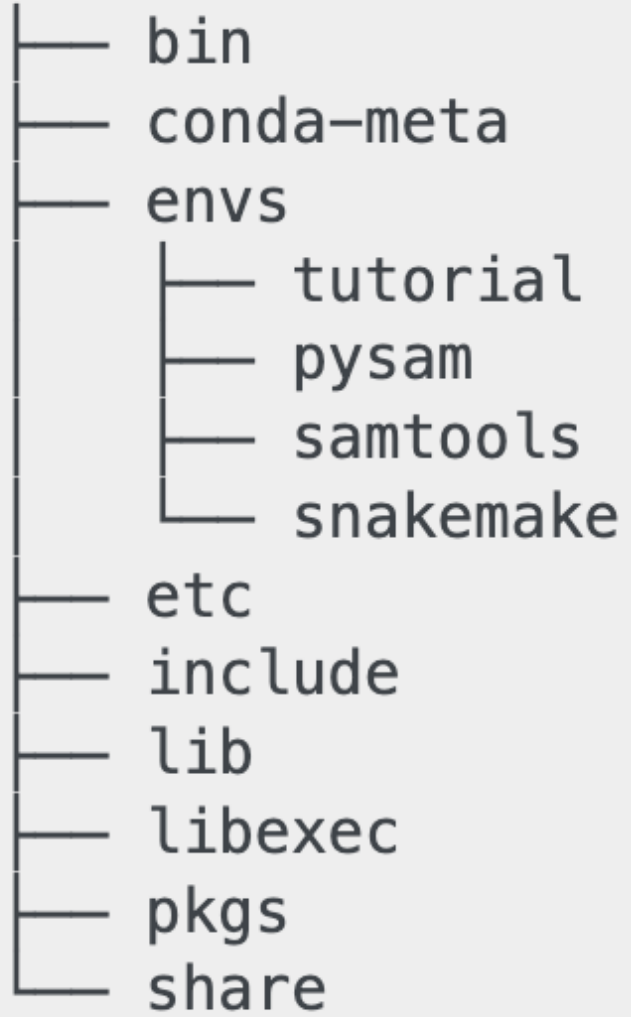 bin
conda-meta
envs
tutorial
pysam
samtools
snakemake
etc
include
lib
libexec
pkgs
share